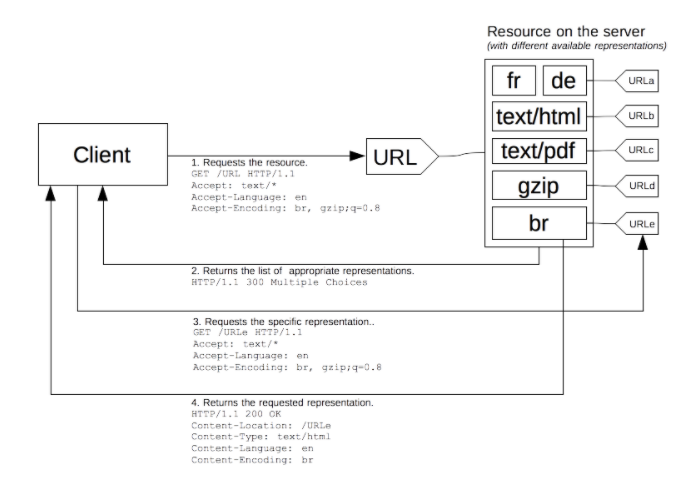 Resource on the server
(with different available representations)
fr
de
URLa
text/html
URLb
Client
URL
text/pdf
URLc
gzip
URLd
br
URLe
1. Requests the resource.
GET /URL HTTP/1.1
Accept: text/*
Accept-Language: en
Accept-Encoding: br, gzip;q=0.8
2. Returns the list of appropriate representations.
HTTP/1.1 300 Multiple Choices
3. Requests the specific representation..
GET /URLe HTTP/1.1
Accept: text/*
Accept-Language: en
Accept-Encoding: br, gzip;q=0.8
4. Returns the requested representation.
HTTP/1.1 200 OK
Content-Location: /URLe
Content-Type: text/html
Content-Language: en
Content-Encoding: br